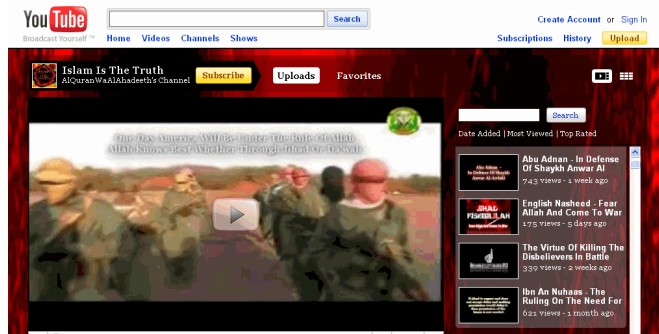 YouTube
Broadcast Yourself ™
Search
Create Account or Sign In
Home Videos Channels Shows
Subscriptions History Upload
Islam Is The Truth
AlQuranWaAlAhadeeth's Channel
Subscribe
Uploads
Favorites
Search
Date Added | Most Viewed | Top Rated
One Day America Will Be Under The Rule Of Allah
Allah Knows Best Whether Through Jihad Or Da'wah
Abu Adnan - In Defense
Of Shaykh Anwar Al
743 views - 1 week ago
JIHAD
FISEBILILAH
English Nasheed - Fear
Allah And Come To War
175 views - 5 days ago
The Virtue Of Killing The
Disbelievers In Battle
339 views - 2 weeks ago
Ibn An Nuhaas - The
Ruling On The Need For
621 views - 1 month ago